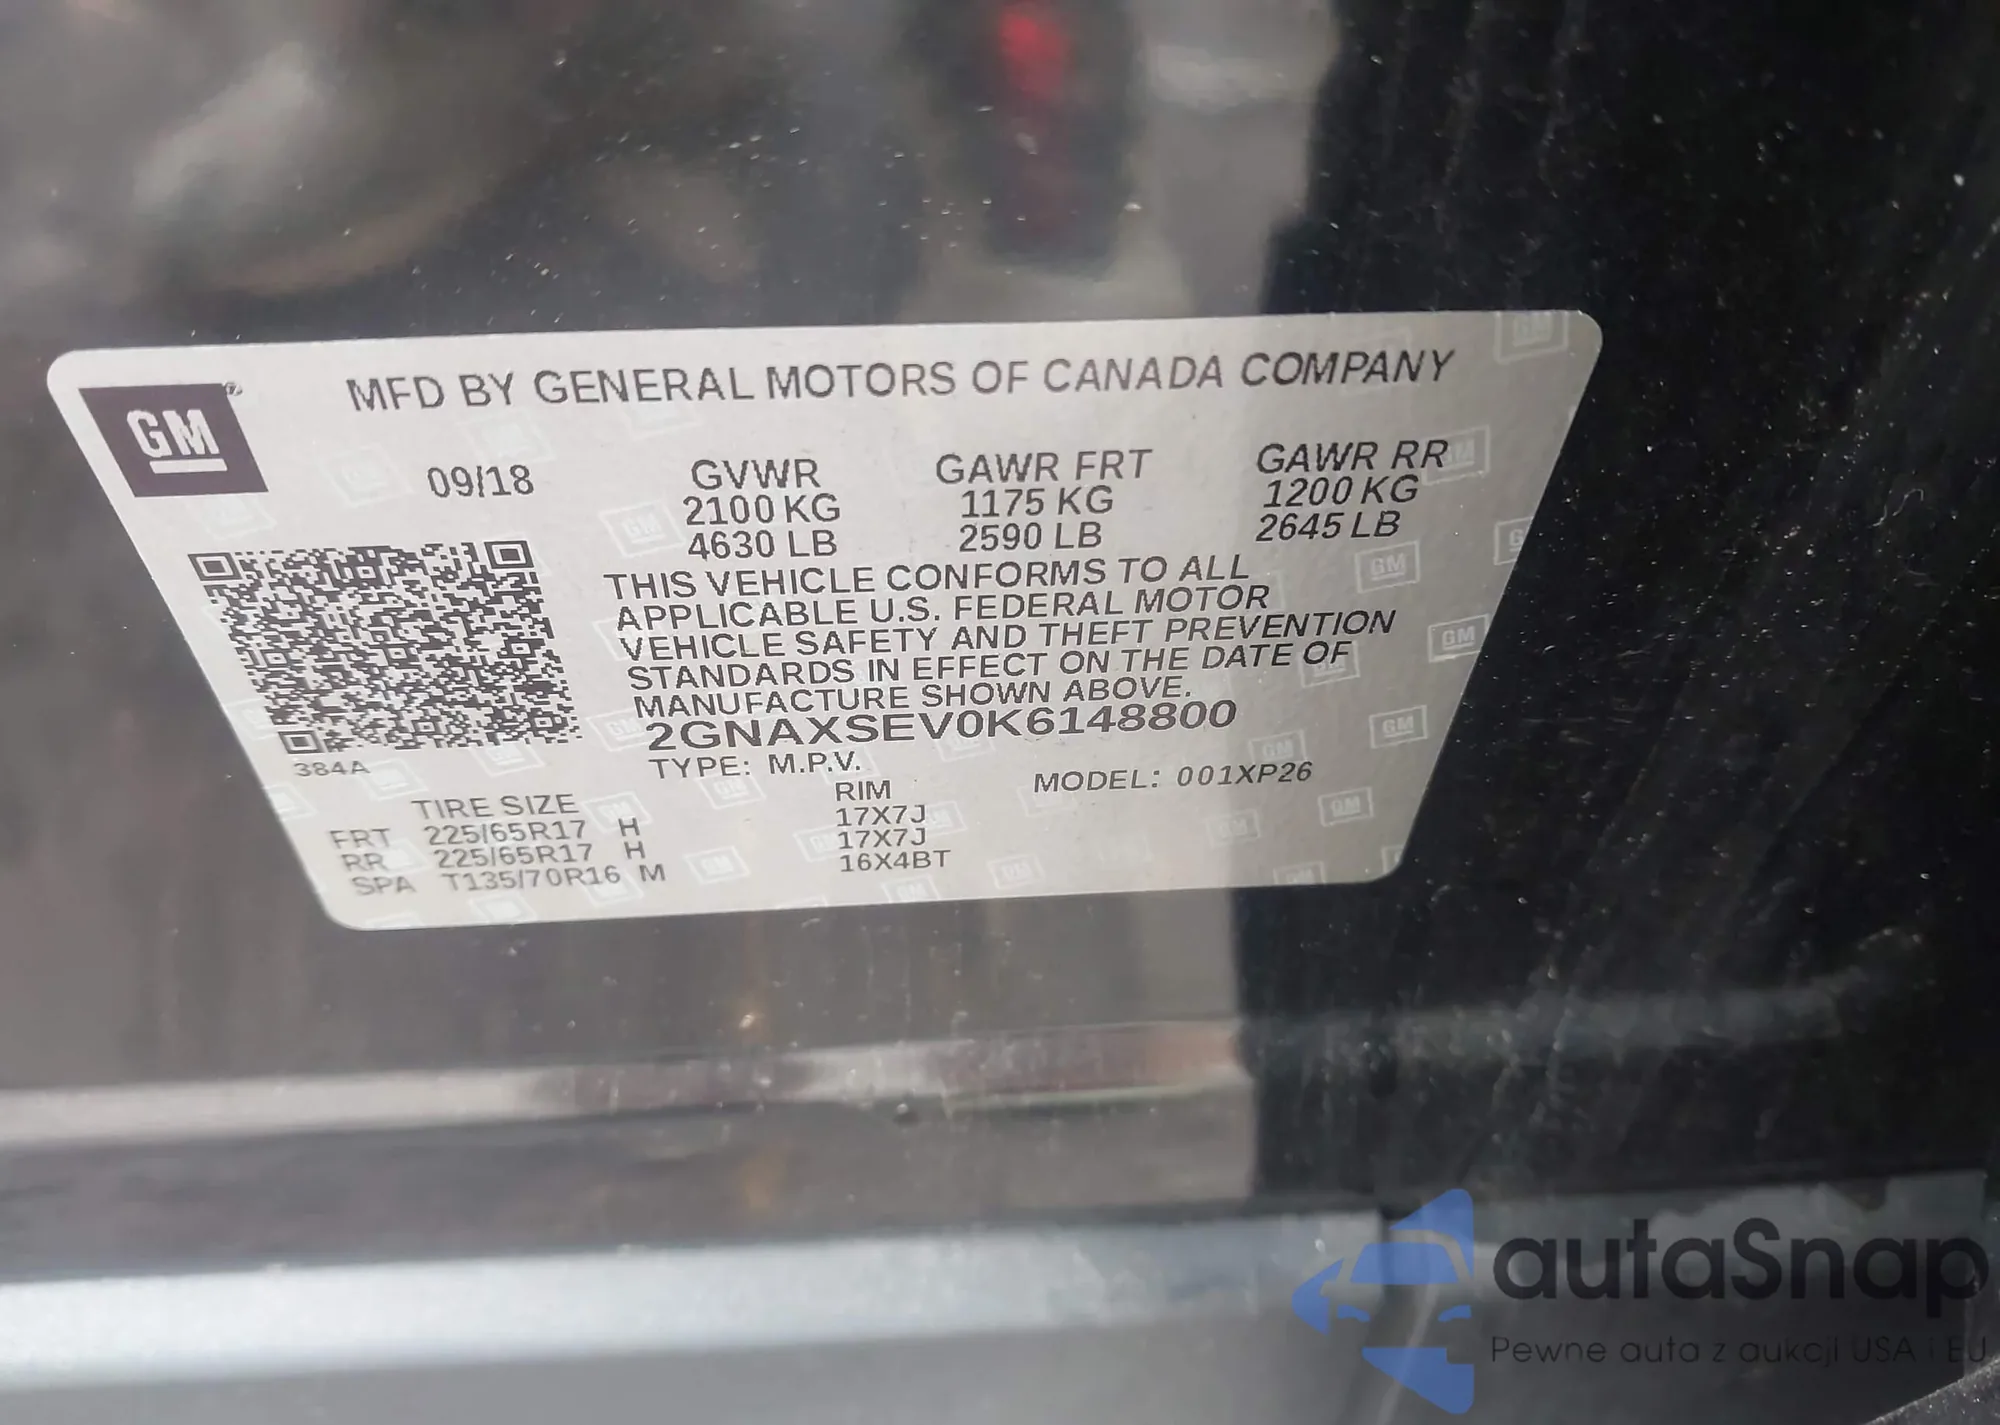 GM®
MFD BY GENERAL MOTORS OF CANADA COMPANY
09/18
GVWR
2100 KG
4630 LB
GAWR FRT
1175 KG
2590 LB
GAWR RR
1200 KG
2645 LB
THIS VEHICLE CONFORMS TO ALL
APPLICABLE U.S. FEDERAL MOTOR
VEHICLE SAFETY AND THEFT PREVENTION
STANDARDS IN EFFECT ON THE DATE OF
MANUFACTURE SHOWN ABOVE.
2GNAXSEV0K6148800
TYPE: M.P.V.
MODEL: 001XP26
384A
TIRE SIZE
RIM
FRT 225/65R17 H 17X7J
RR 225/65R17 H 17X7J
SPA T135/70R16 M 16X4BT
autaSnap
Pewne auta z aukcji USA i EU